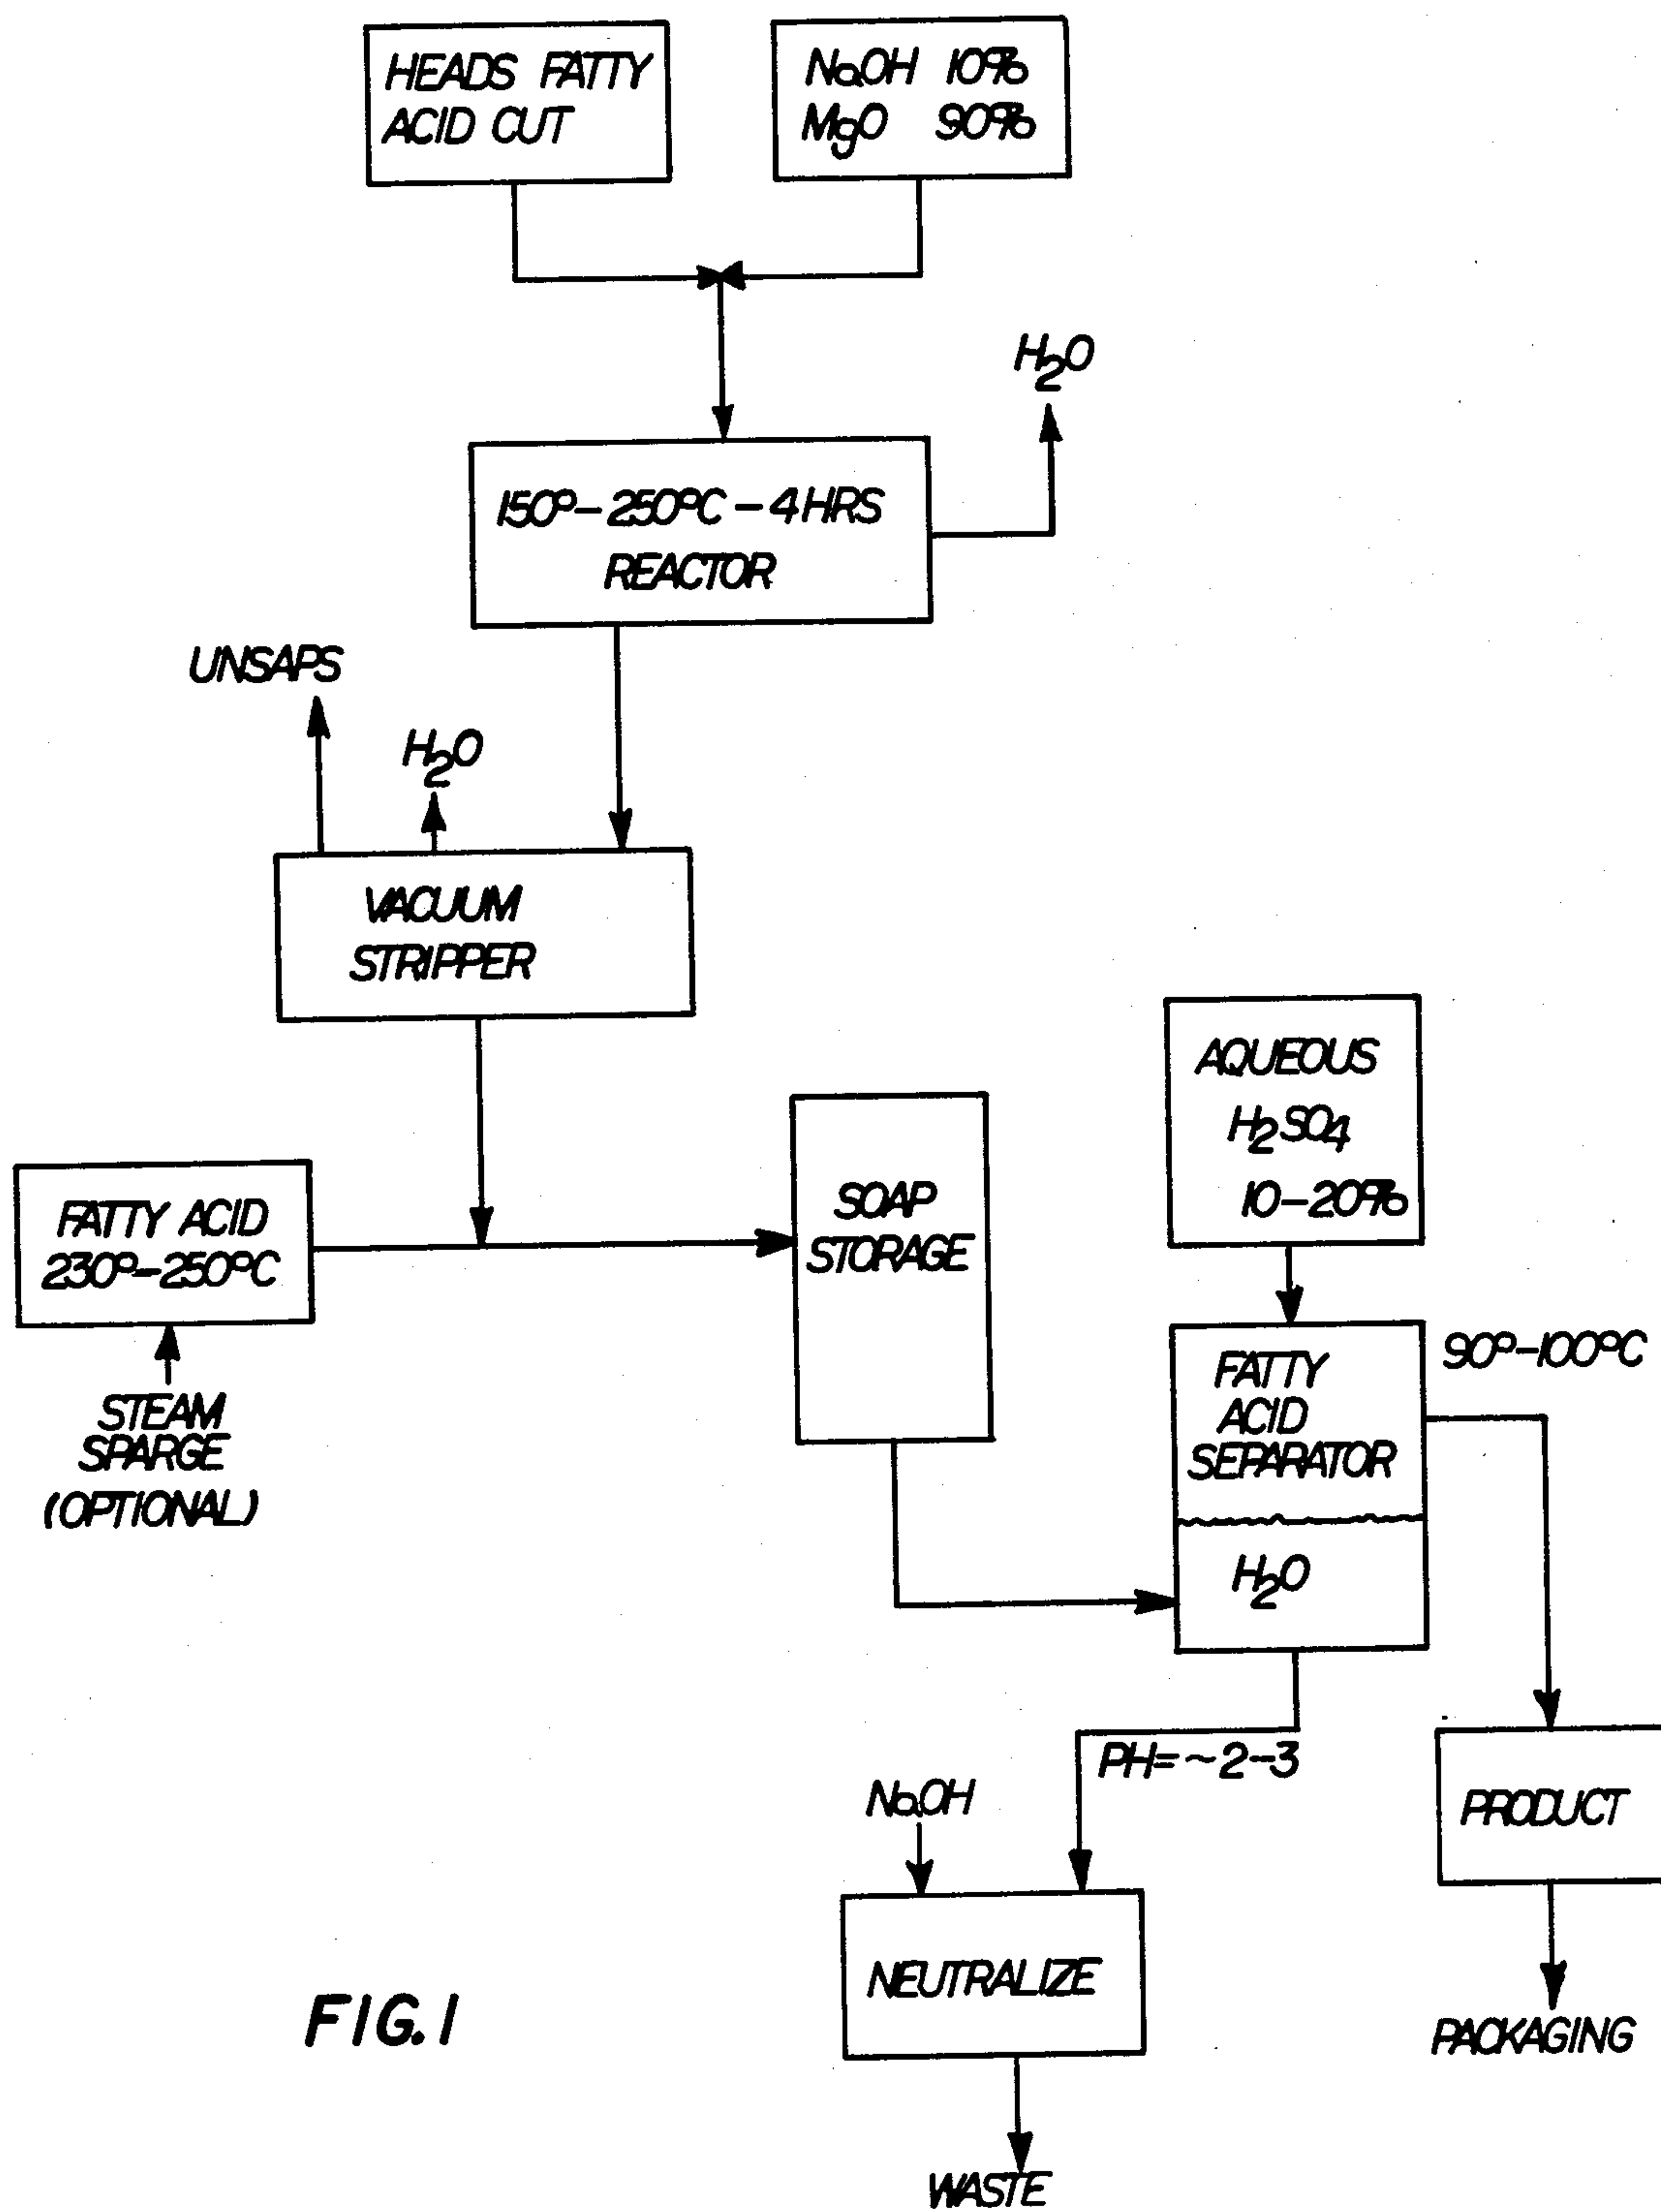 HEADS FATTY
ACID CUT
NaOH 10%
MgO 90%
H2O
150°-250°C-4HRS
REACTOR
UNSAPS
H2O
VACUUM
STRIPPER
AQUEOUS
H2SO4
10-20%
FATTY ACID
230°-250°C
SOAP
STORAGE
STEAM
SPARGE
(OPTIONAL)
FATTY
ACID
SEPARATOR
90°-100°C
H2O
PH=~2-3
NaOH
PRODUCT
NEUTRALIZE
PACKAGING
FIG.1
WASTE